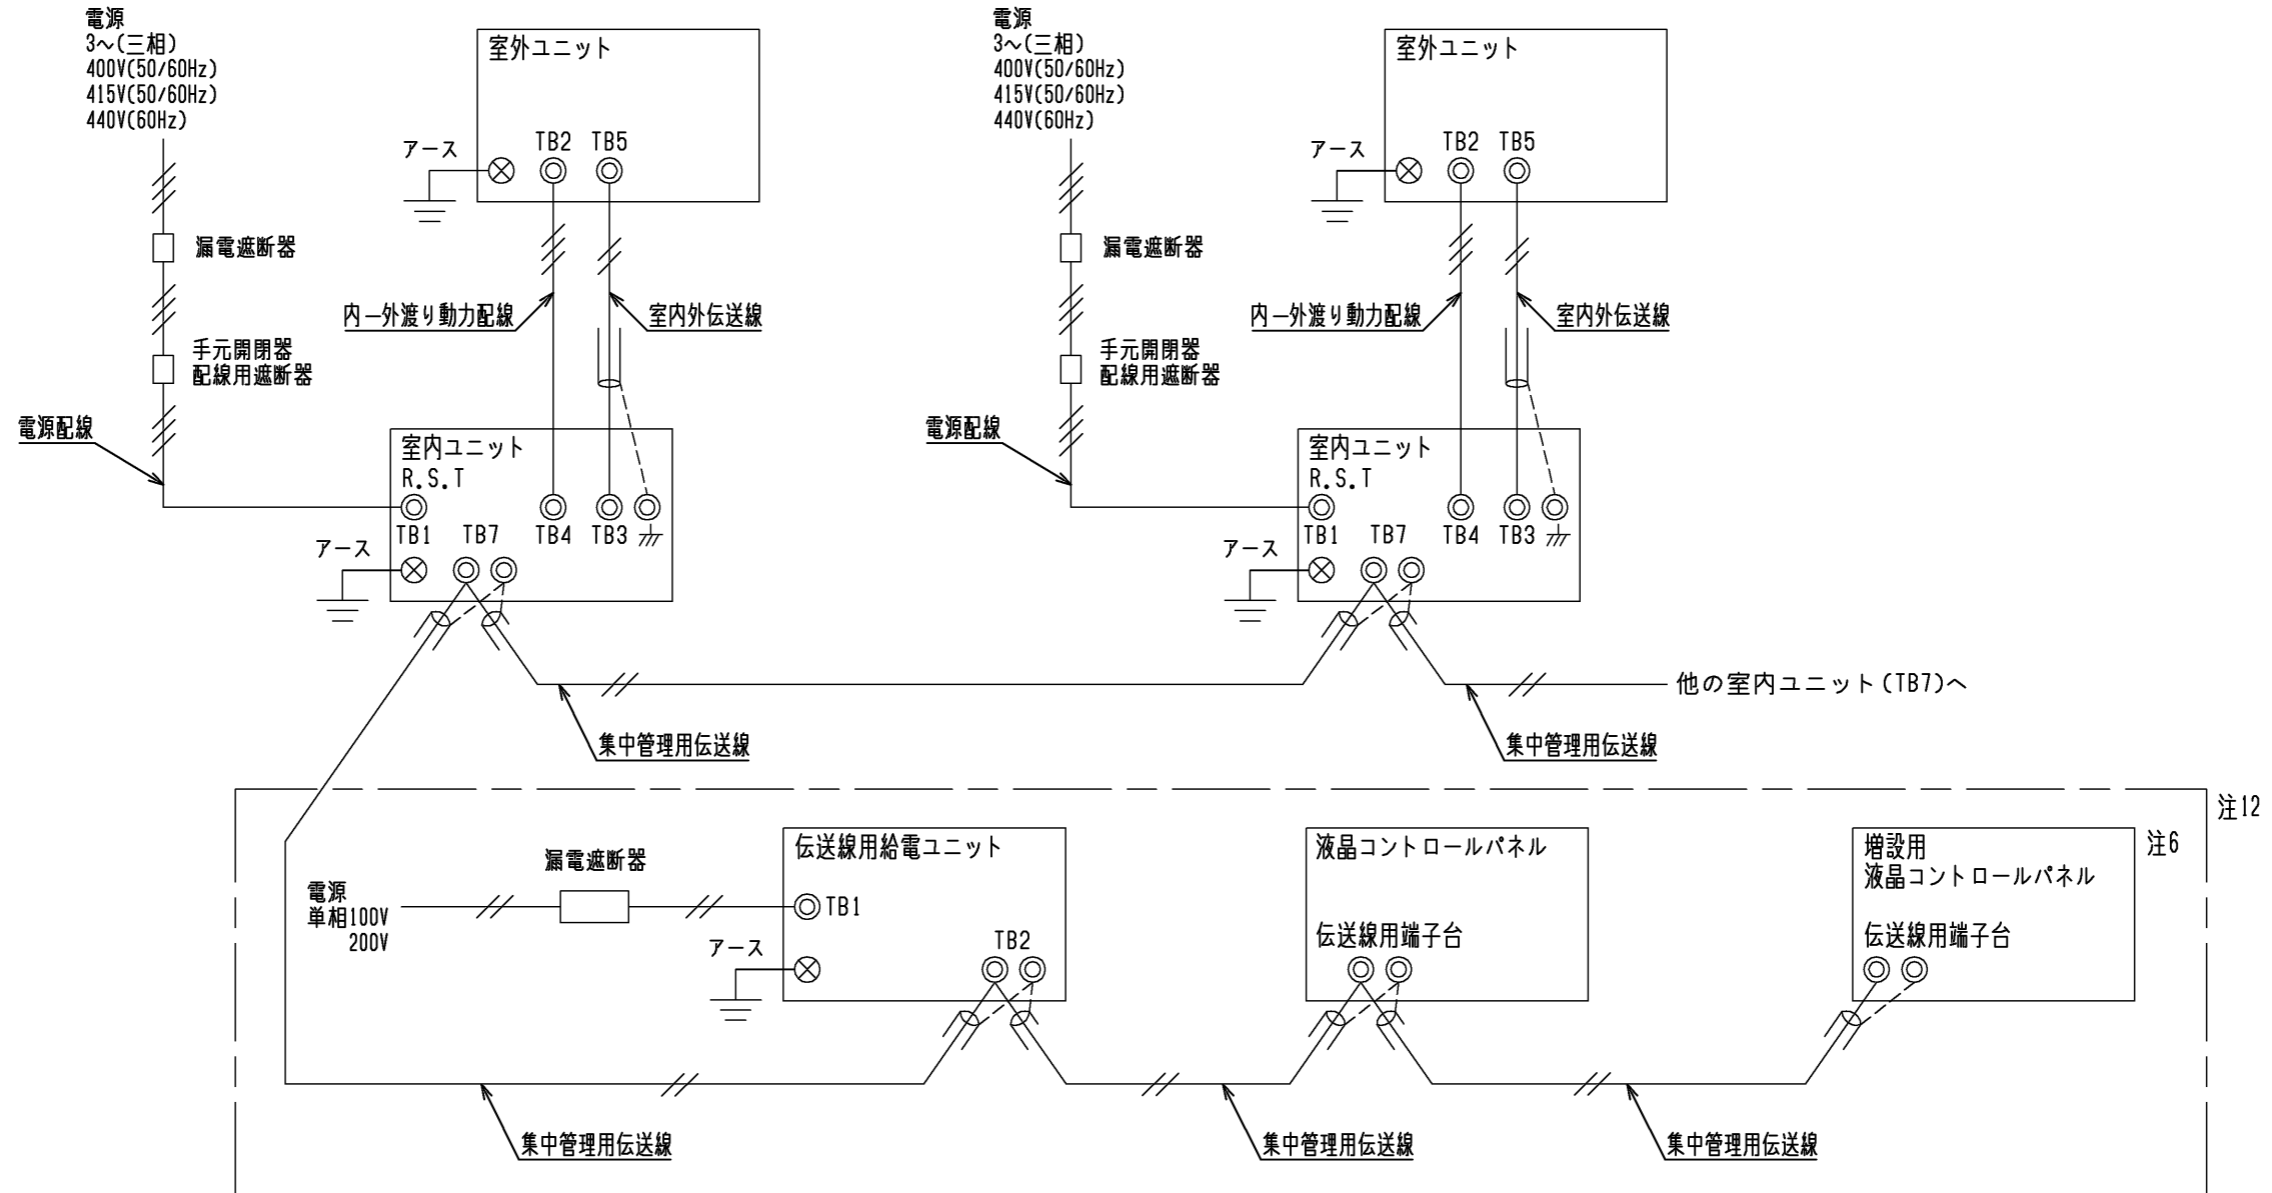 電源
3～(三相)
400V(50/60Hz)
415V(50/60Hz)
440V(60Hz)
室外ユニット
アース
TB2
TB5
漏電遮断器
内－外渡り動力配線
室内外伝送線
手元開閉器
配線用遮断器
電源配線
室内ユニット
R.S.T
TB1
TB7
TB4
TB3
アース
電源
3～(三相)
400V(50/60Hz)
415V(50/60Hz)
440V(60Hz)
室外ユニット
アース
TB2
TB5
漏電遮断器
内－外渡り動力配線
室内外伝送線
手元開閉器
配線用遮断器
電源配線
室内ユニット
R.S.T
TB1
TB7
TB4
TB3
アース
他の室内ユニット(TB7)へ
集中管理用伝送線
集中管理用伝送線
注12
伝送線用給電ユニット
漏電遮断器
電源
単相100V
200V
TB1
アース
TB2
液晶コントロールパネル
伝送線用端子台
増設用
液晶コントロールパネル
注6
伝送線用端子台
集中管理用伝送線
集中管理用伝送線
集中管理用伝送線